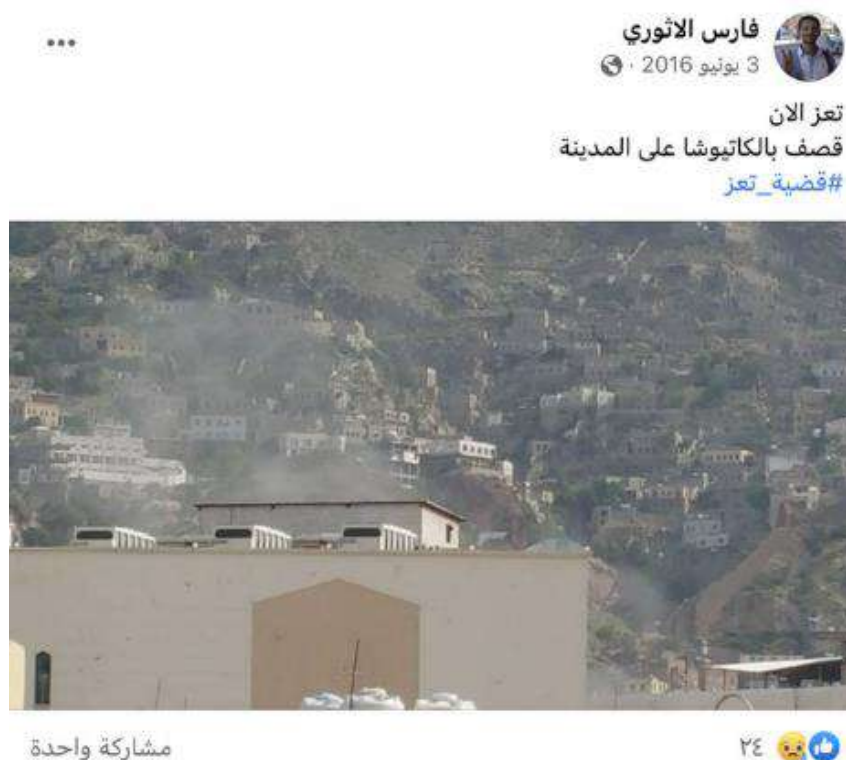 فارس الاثوري
3 يونيو 2016 ·
تعز الان
قصف بالكاتيوشا على المدينة
#قضية_تعز
٢٤
مشاركة واحدة